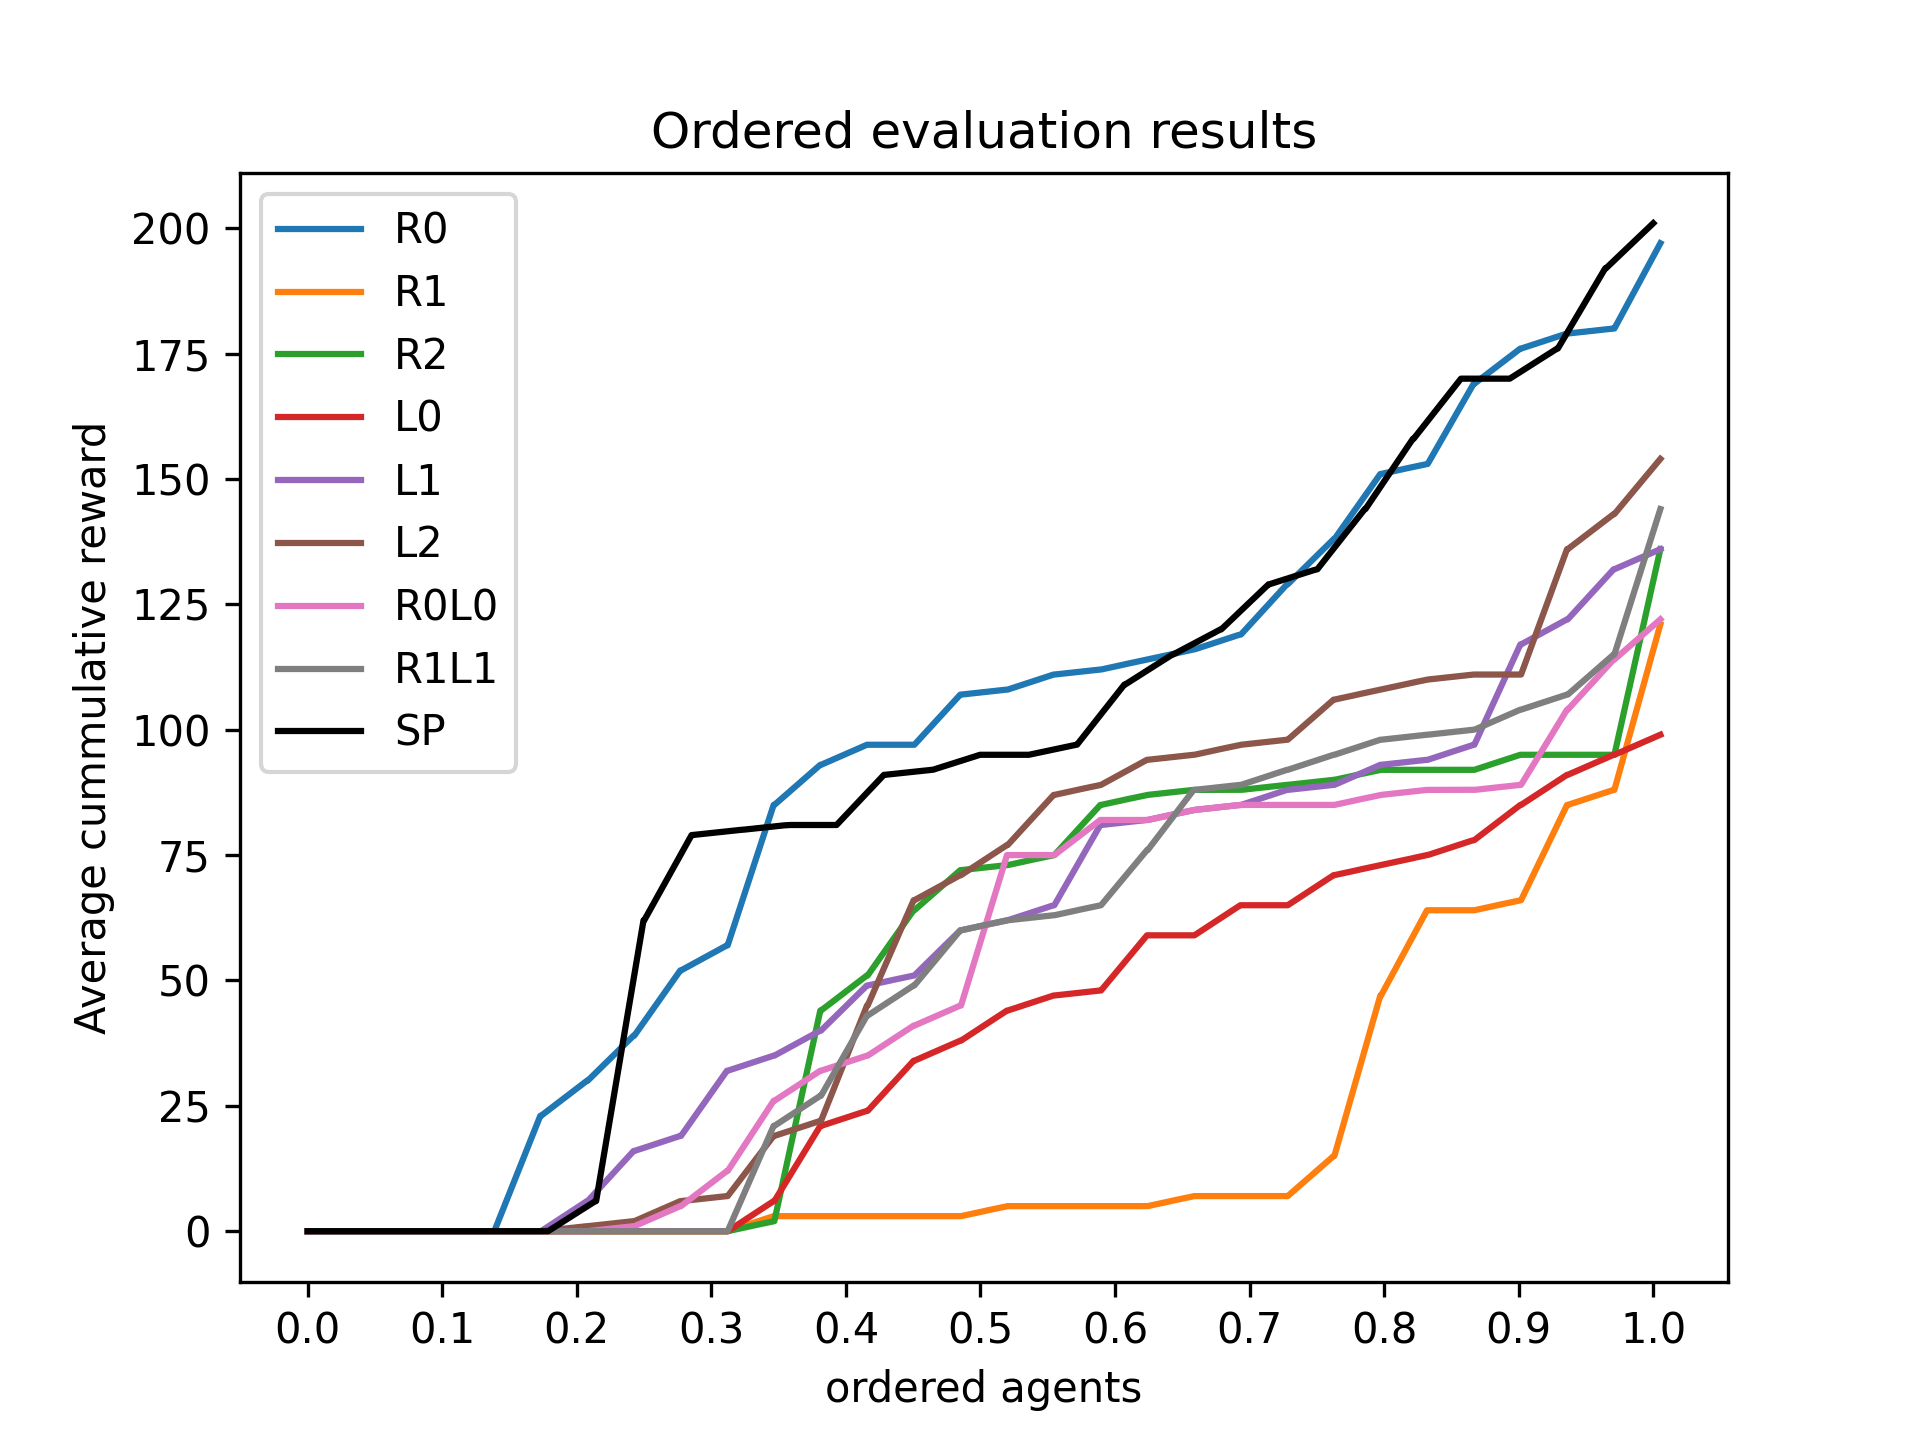 Ordered evaluation results
Average cummulative reward
200
175
150
125
100
75
50
25
0
R0
R1
R2
L0
L1
L2
R0L0
R1L1
SP
0.0 0.1 0.2 0.3 0.4 0.5 0.6 0.7 0.8 0.9 1.0
ordered agents